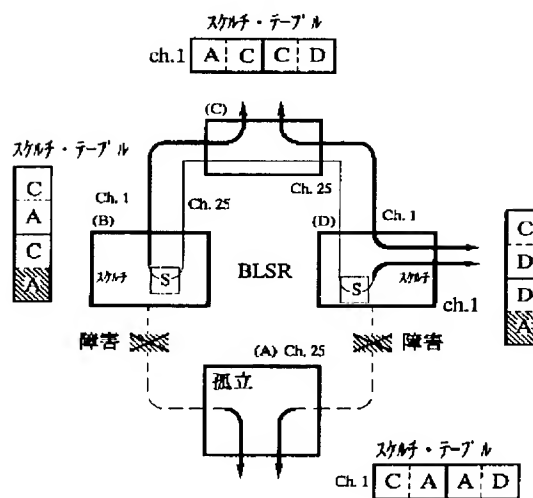 スケルチ・テーブル
ch.1 A C C D
(C)
スケルチ・テーブル
C
A
C
A
Ch. 1
Ch. 25
Ch. 25
Ch. 1
(B)
(D)
スケルチ
S
BLSR
S
スケルチ
ch.1
C
D
D
A
障害
障害
(A) Ch. 25
孤立
スケルチ・テーブル
Ch. 1 C A A D